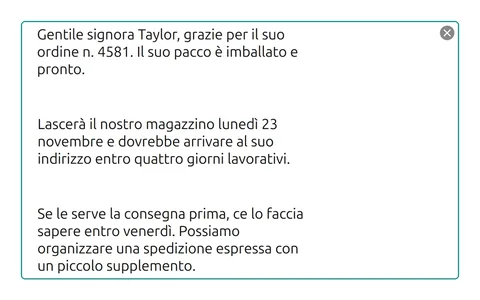 Gentile signora Taylor, grazie per il suo
ordine n. 4581. Il suo pacco è imballato e
pronto.
Lascerà il nostro magazzino lunedì 23
novembre e dovrebbe arrivare al suo
indirizzo entro quattro giorni lavorativi.
Se le serve la consegna prima, ce lo faccia
sapere entro venerdì. Possiamo
organizzare una spedizione espressa con
un piccolo supplemento.